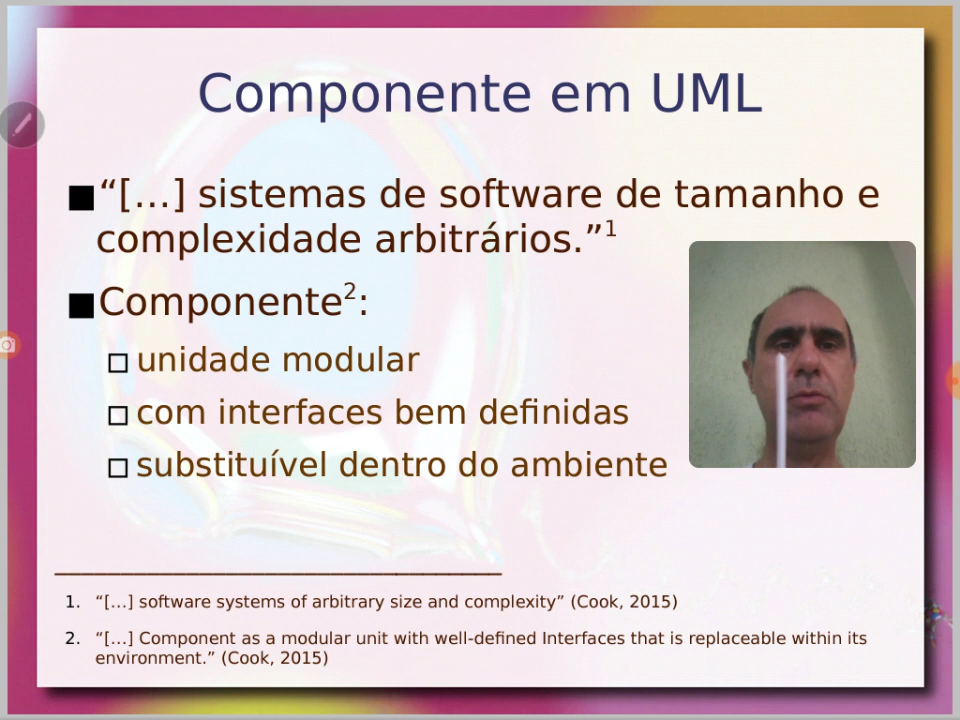 Componente em UML
“[...] sistemas de software de tamanho e
complexidade arbitrários.”1
Componente2:
unidade modular
com interfaces bem definidas
substituível dentro do ambiente
1. “[...] software systems of arbitrary size and complexity” (Cook, 2015)
2. “[...] Component as a modular unit with well-defined Interfaces that is replaceable within its
environment.” (Cook, 2015)